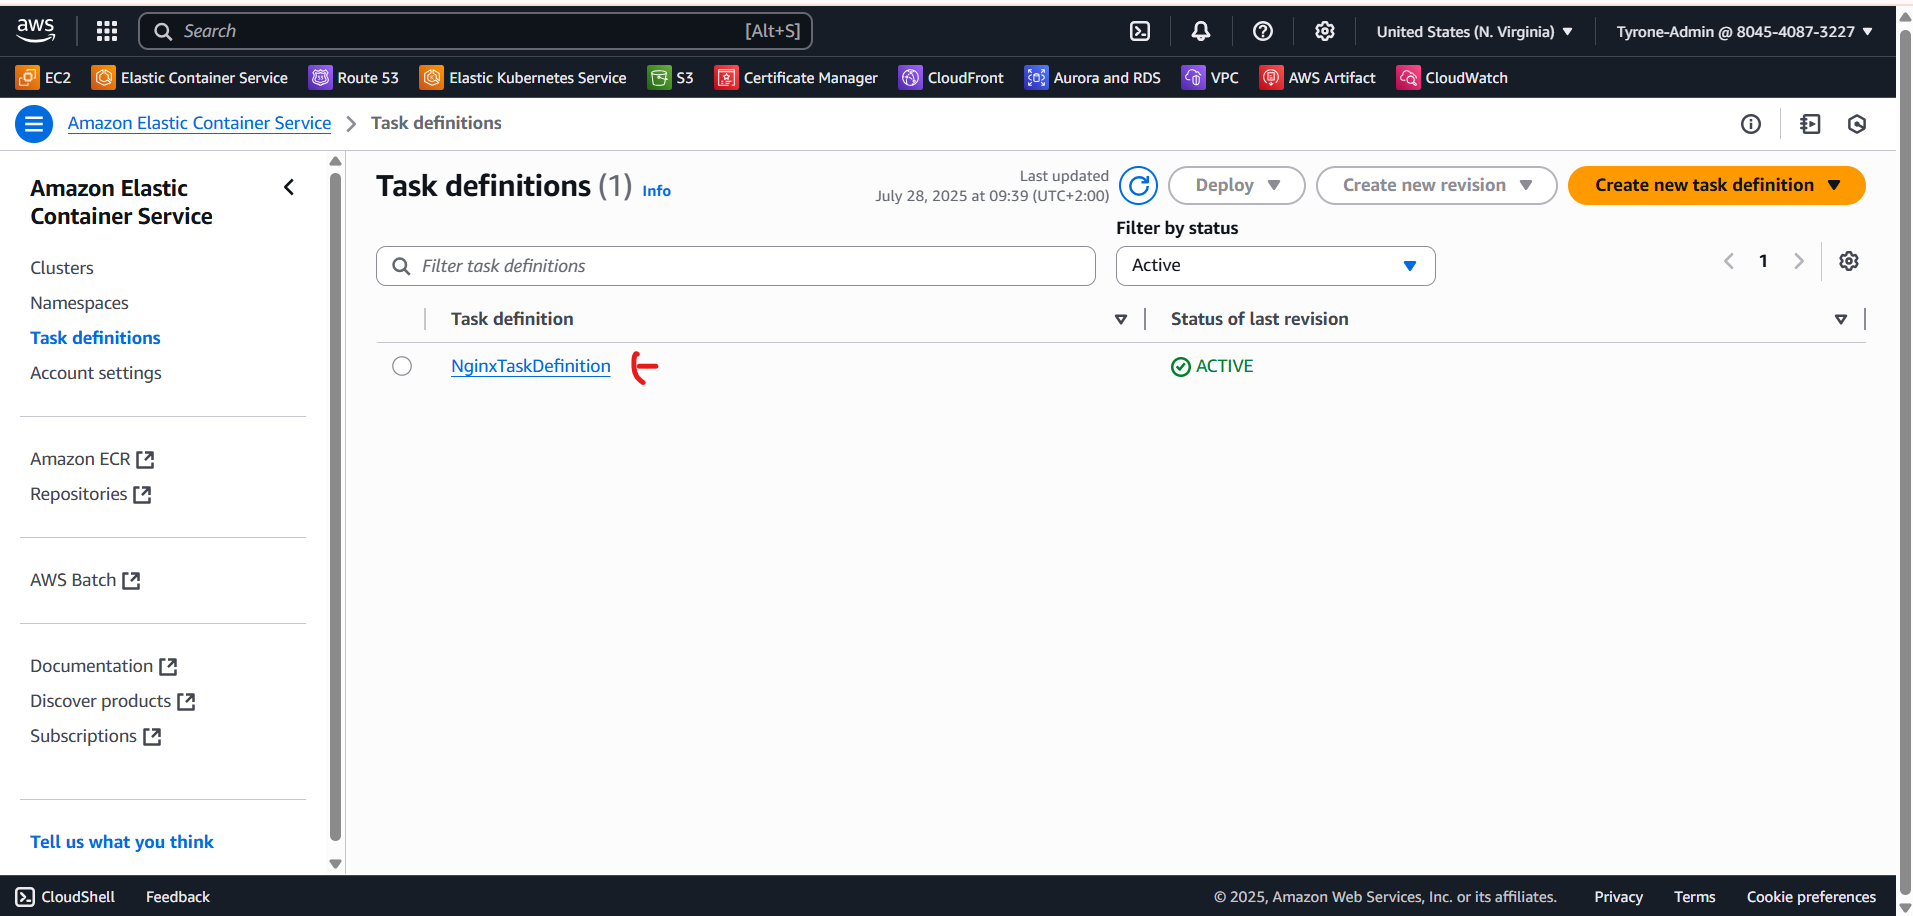 aws
Search [Alt+S]
United States (N. Virginia)
Tyrone-Admin @ 8045-4087-3227
EC2
Elastic Container Service
Route 53
Elastic Kubernetes Service
S3
Certificate Manager
CloudFront
Aurora and RDS
VPC
AWS Artifact
CloudWatch
Amazon Elastic Container Service
Task definitions
Amazon Elastic
Container Service
Clusters
Namespaces
Task definitions
Account settings
Amazon ECR
Repositories
AWS Batch
Documentation
Discover products
Subscriptions
Tell us what you think
Task definitions (1) Info
Last updated
July 28, 2025 at 09:39 (UTC+2:00)
Deploy
Create new revision
Create new task definition
Filter by status
Filter task definitions
Active
1
Task definition
Status of last revision
NginxTaskDefinition
ACTIVE
CloudShell
Feedback
© 2025, Amazon Web Services, Inc. or its affiliates.
Privacy
Terms
Cookie preferences